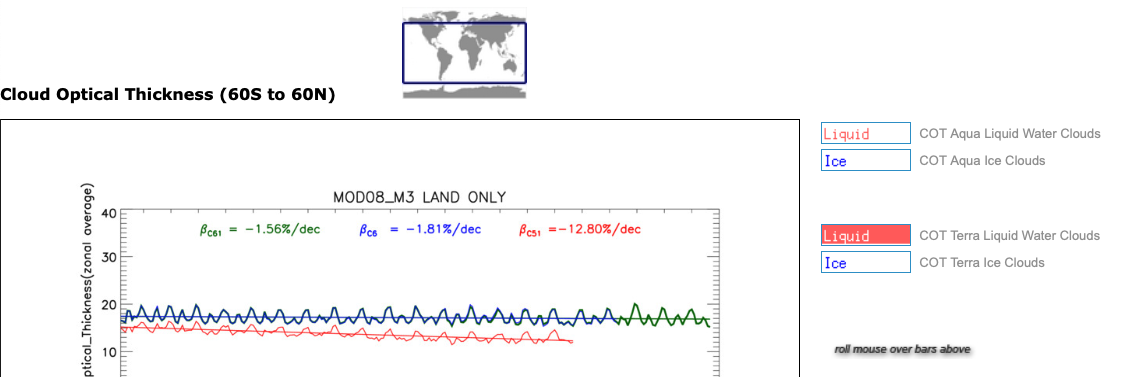 Cloud Optical Thickness (60S to 60N)
MOD08_M3 LAND ONLY
βC61 = −1.56%/dec βC6 = −1.81%/dec βC51 =−12.80%/dec
ptical_Thickness(zonal average)
40
30
20
10
Liquid COT Aqua Liquid Water Clouds
Ice COT Aqua Ice Clouds
Liquid COT Terra Liquid Water Clouds
Ice COT Terra Ice Clouds
roll mouse over bars above